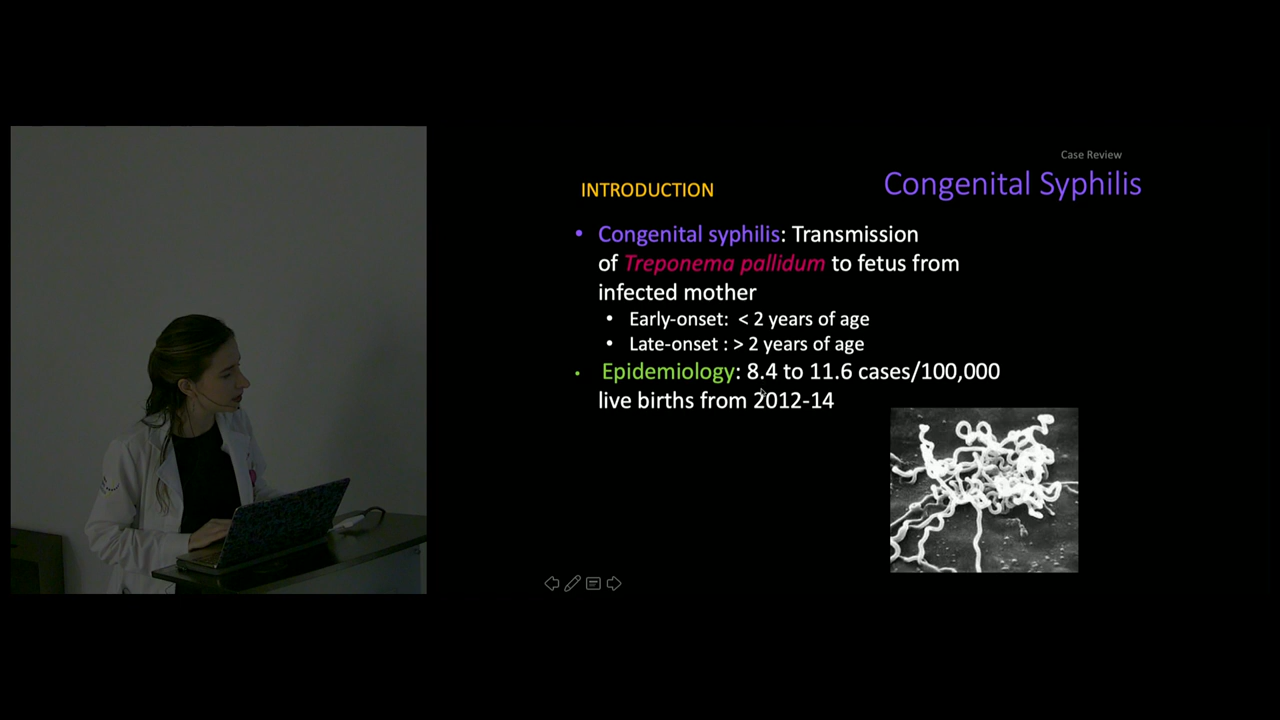 Case Review
Congenital Syphilis
INTRODUCTION
• Congenital syphilis: Transmission
of Treponema pallidum to fetus from
infected mother
• Early-onset: < 2 years of age
• Late-onset : > 2 years of age
• Epidemiology: 8.4 to 11.6 cases/100,000
live births from 2012-14